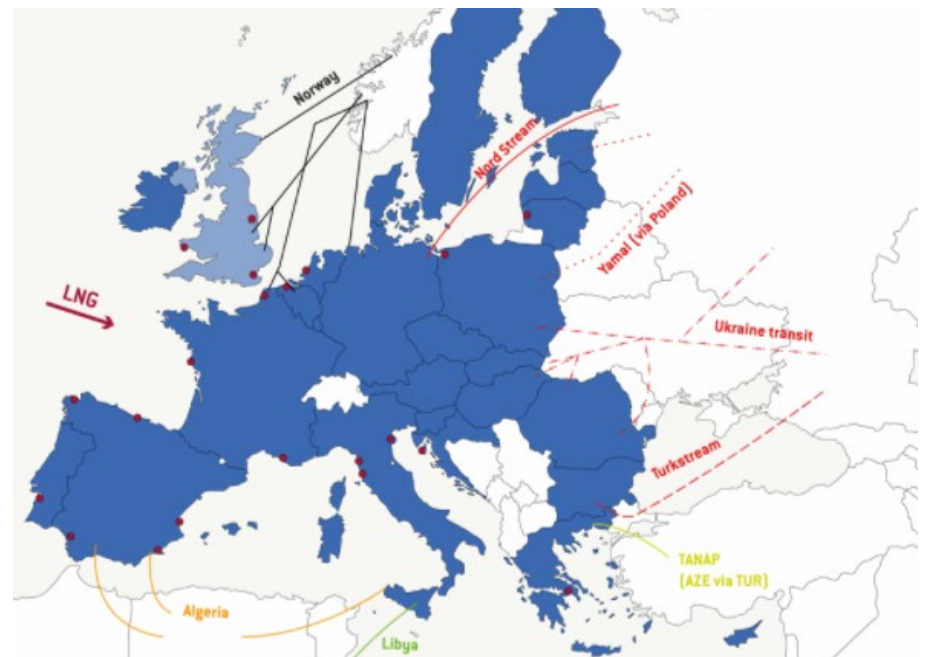 Norway
Nord Stream
Yamal (via Poland)
LNG
Ukraine transit
Turkstream
TANAP
(AZE via TUR)
Algeria
Libya